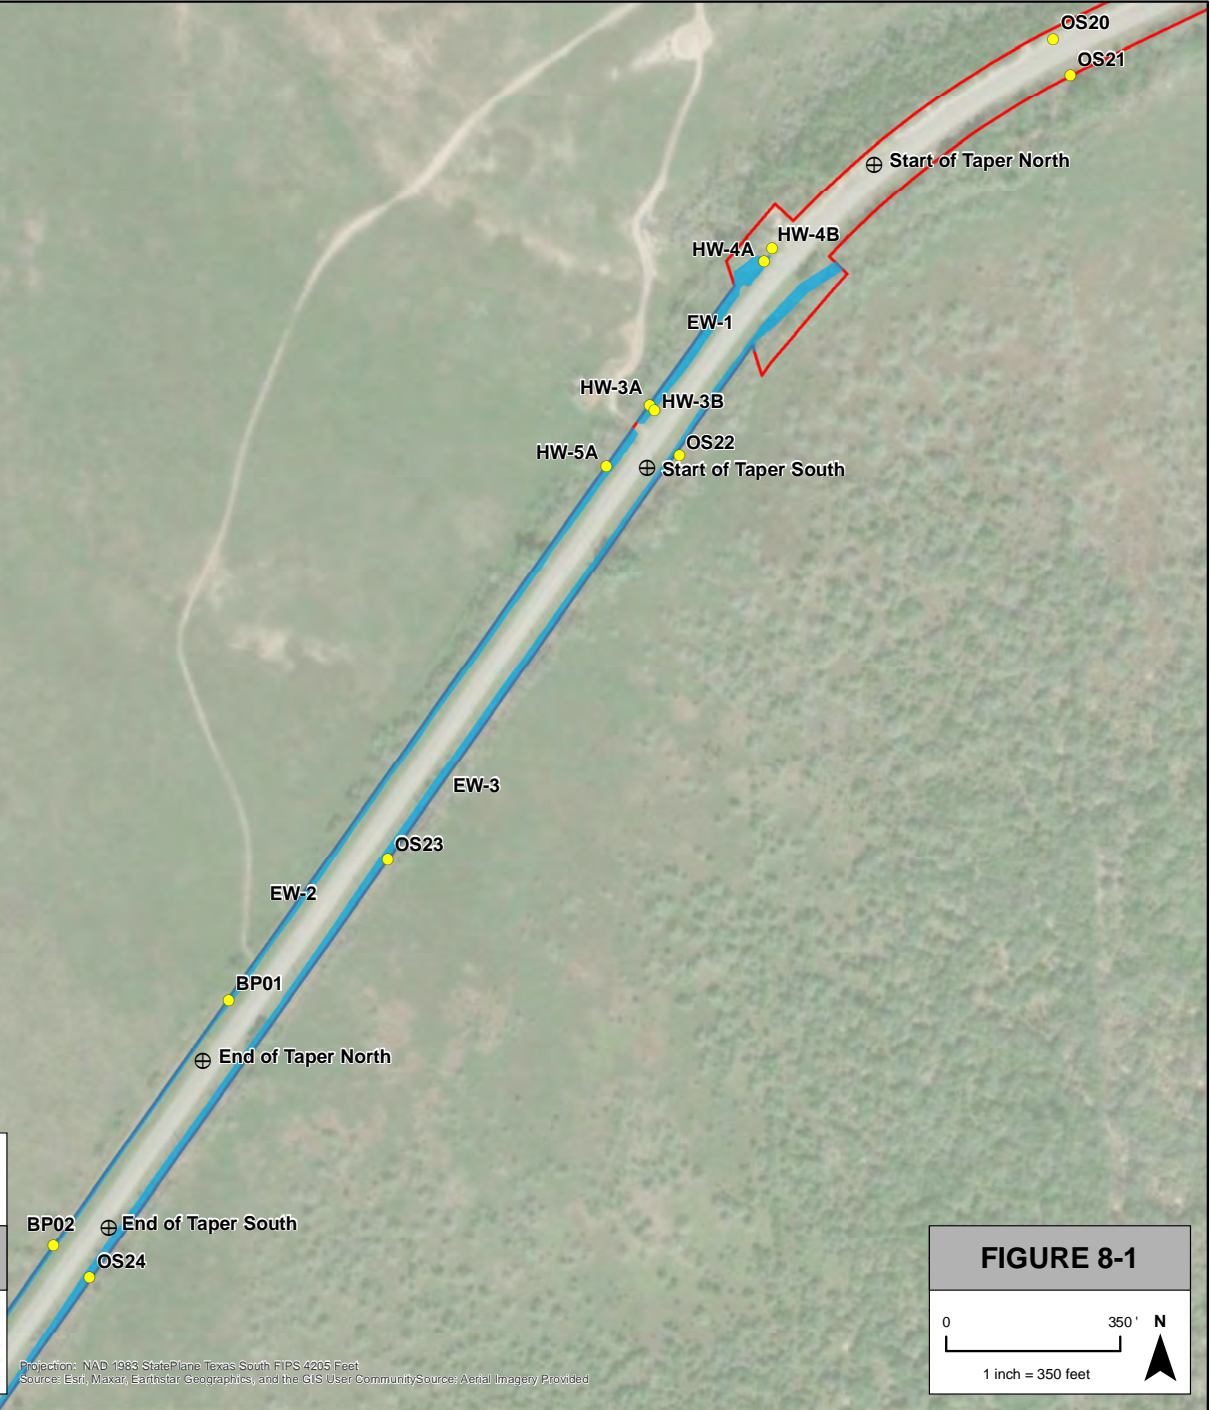 OS20
OS21
Start of Taper North
HW-4B
HW-4A
EW-1
HW-3A
HW-3B
OS22
HW-5A
Start of Taper South
EW-3
OS23
EW-2
BP01
End of Taper North
BP02
End of Taper South
OS24
FIGURE 8-1
0 350 ' N
1 inch = 350 feet
Projection: NAD 1983 StatePlane Texas South FIPS 4205 Feet
Source: Esri, Maxar, Earthstar Geographics, and the GIS User CommunitySource: Aerial Imagery Provided